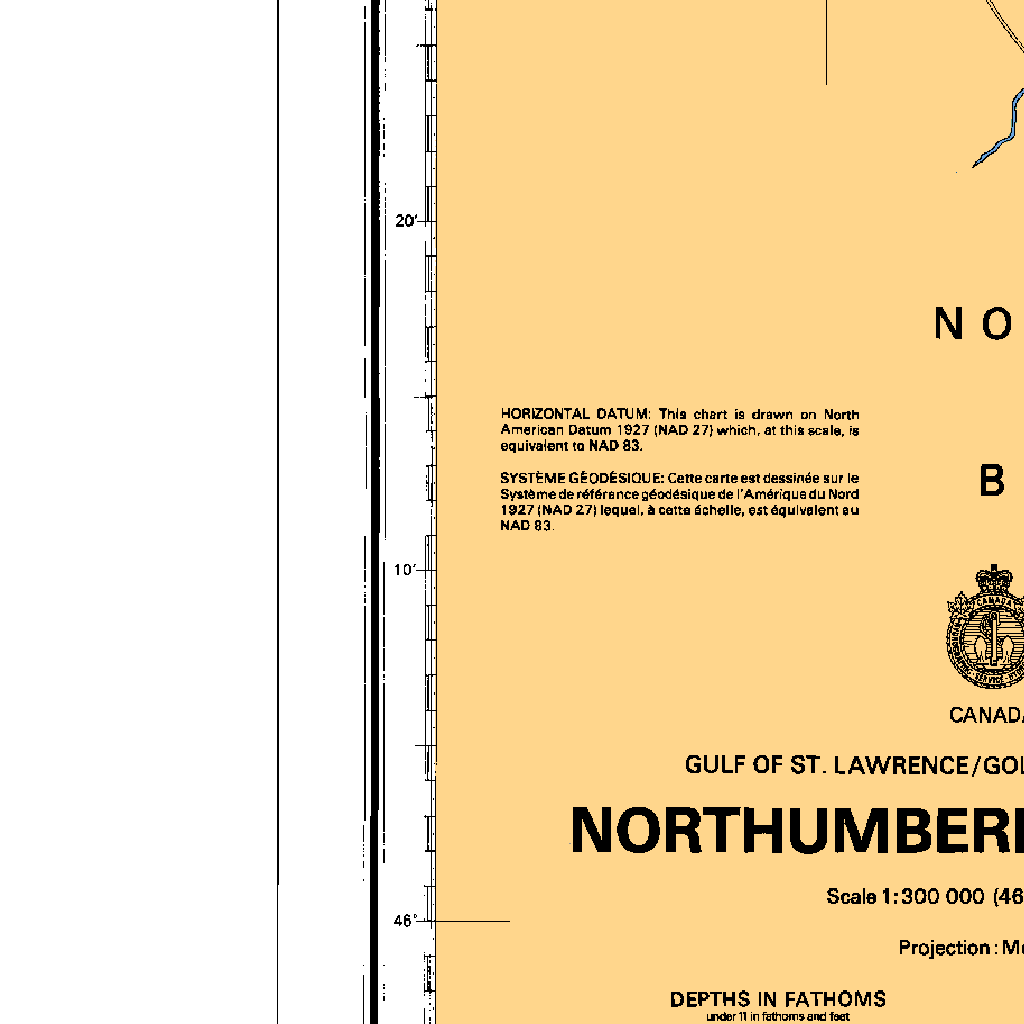 20'
N O
HORIZONTAL DATUM: This chart is drawn on North
American Datum 1927 (NAD 27) which, at this scale, is
equivalent to NAD 83.
SYSTÈME GÉODÉSIQUE: Cette carte est dessinée sur le
Système de référence géodésique de l'Amérique du Nord
1927 (NAD 27) lequel, à cette échelle, est équivalent au
NAD 83.
B
10'
CANADA
CANADA
GULF OF ST. LAWRENCE/GOL
NORTHUMBERL
Scale 1:300 000 (46
46°
Projection: Me
DEPTHS IN FATHOMS
under 11 in fathoms and feet